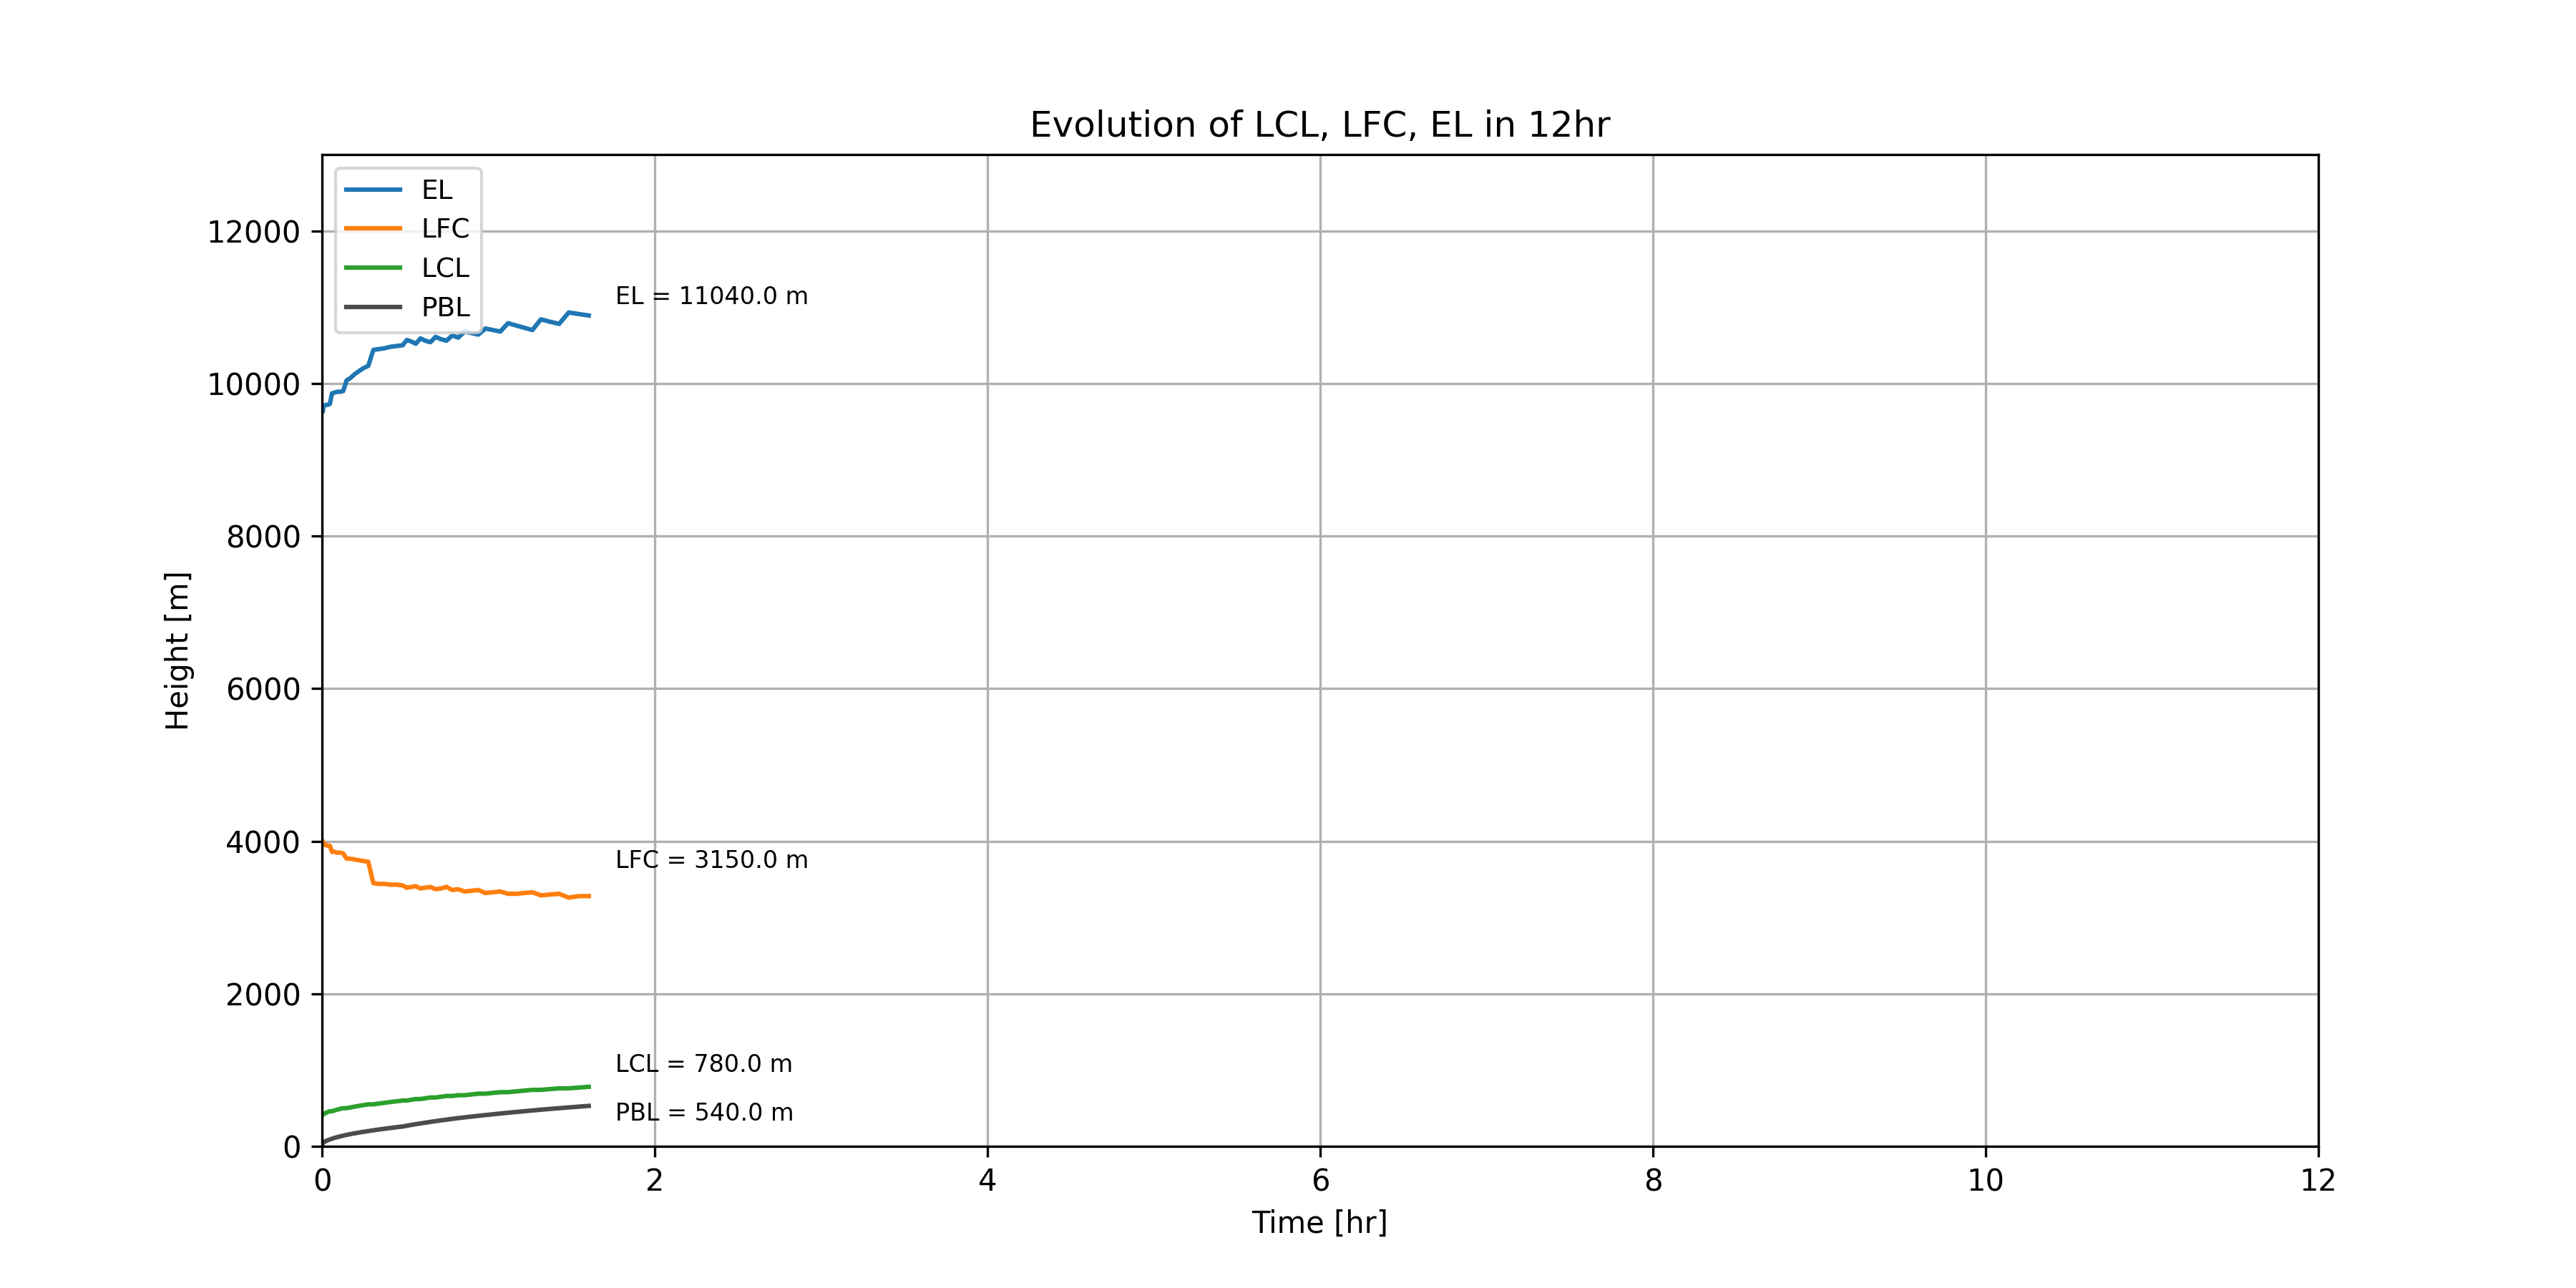 Evolution of LCL, LFC, EL in 12hr
EL
LFC
LCL
PBL
12000
10000
8000
6000
4000
2000
0
Height [m]
EL = 11040.0 m
LFC = 3150.0 m
LCL = 780.0 m
PBL = 540.0 m
0 2 4 6 8 10 12
Time [hr]